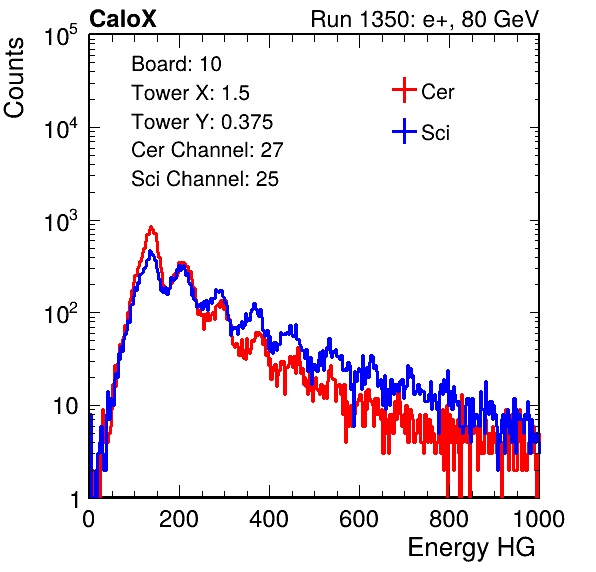 CaloX Run 1350: e+, 80 GeV
Counts
Board: 10
Tower X: 1.5
Tower Y: 0.375
Cer Channel: 27
Sci Channel: 25
Cer
Sci
10^5
10^4
10^3
10^2
10
1
0 200 400 600 800 1000
Energy HG